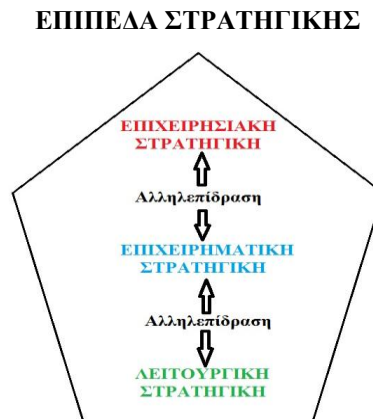 ΕΠΙΠΕΔΑ ΣΤΡΑΤΗΓΙΚΗΣ
ΕΠΙΧΕΙΡΗΣΙΑΚΗ
ΣΤΡΑΤΗΓΙΚΗ
Αλληλεπίδραση
ΕΠΙΧΕΙΡΗΜΑΤΙΚΗ
ΣΤΡΑΤΗΓΙΚΗ
Αλληλεπίδραση
ΛΕΙΤΟΥΡΓΙΚΗ
ΣΤΡΑΤΗΓΙΚΗ